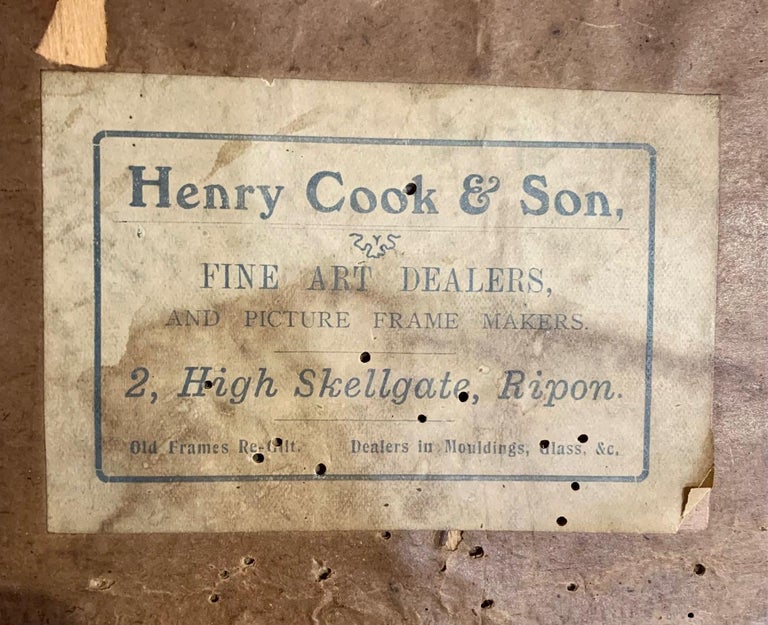 Henry Cook & Son,
FINE ART DEALERS,
AND PICTURE FRAME MAKERS.
2, High Skellgate, Ripon.
Old Frames Re-Gilt. Dealers in Mouldings, Glass, &c.